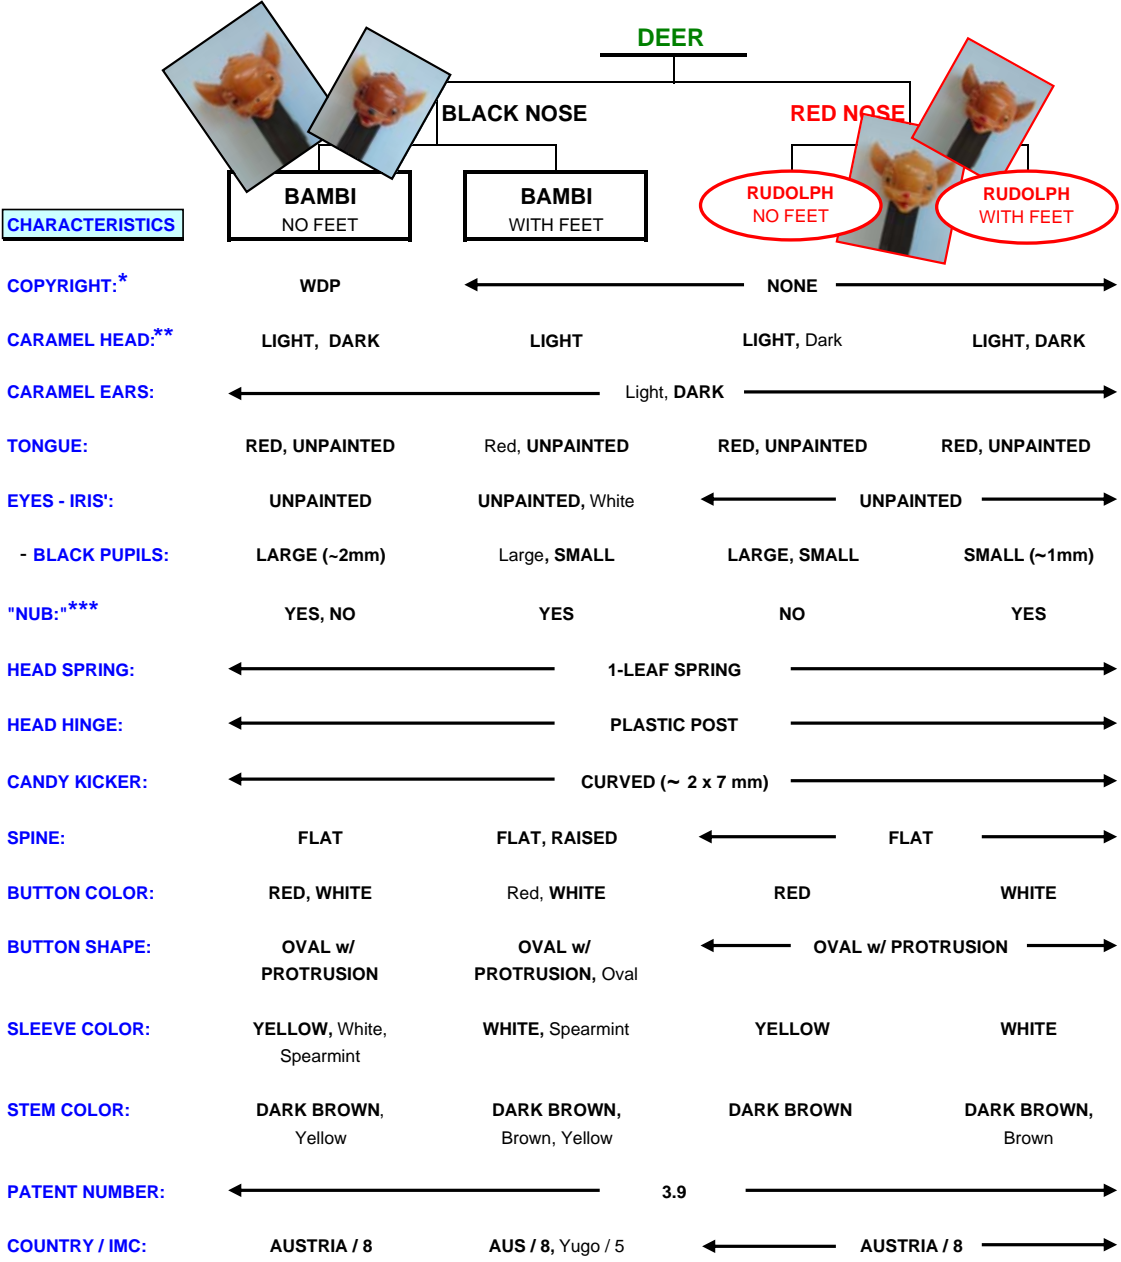 DEER
BLACK NOSE
RED NOSE
BAMBI
NO FEET
BAMBI
WITH FEET
RUDOLPH
NO FEET
RUDOLPH
WITH FEET
CHARACTERISTICS
COPYRIGHT:* WDP NONE
CARAMEL HEAD:** LIGHT, DARK LIGHT LIGHT, Dark LIGHT, DARK
CARAMEL EARS: Light, DARK
TONGUE: RED, UNPAINTED Red, UNPAINTED RED, UNPAINTED RED, UNPAINTED
EYES - IRIS': UNPAINTED UNPAINTED, White UNPAINTED
- BLACK PUPILS: LARGE (~2mm) Large, SMALL LARGE, SMALL SMALL (~1mm)
"NUB:"*** YES, NO YES NO YES
HEAD SPRING: 1-LEAF SPRING
HEAD HINGE: PLASTIC POST
CANDY KICKER: CURVED (~ 2 x 7 mm)
SPINE: FLAT FLAT, RAISED FLAT
BUTTON COLOR: RED, WHITE Red, WHITE RED WHITE
BUTTON SHAPE: OVAL w/ OVAL w/ OVAL w/ PROTRUSION
PROTRUSION PROTRUSION, Oval
SLEEVE COLOR: YELLOW, White, WHITE, Spearmint YELLOW WHITE
Spearmint
STEM COLOR: DARK BROWN, DARK BROWN, DARK BROWN DARK BROWN,
Yellow Brown, Yellow Brown
PATENT NUMBER: 3.9
COUNTRY / IMC: AUSTRIA / 8 AUS / 8, Yugo / 5 AUSTRIA / 8